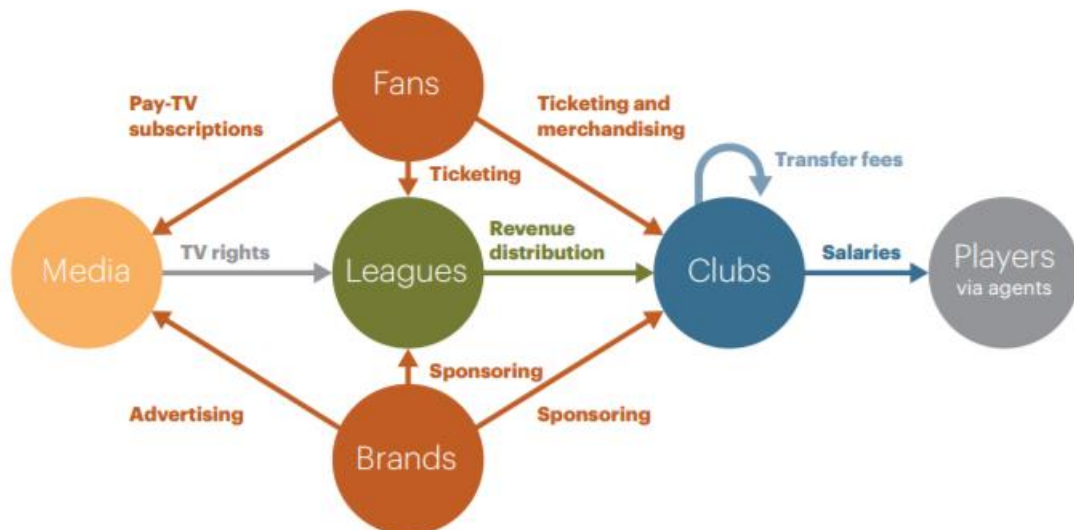 Fans
Pay-TV
subscriptions
Ticketing and
merchandising
Transfer fees
Ticketing
Media
TV rights
Leagues
Revenue
distribution
Clubs
Salaries
Players
via agents
Sponsoring
Advertising
Sponsoring
Brands